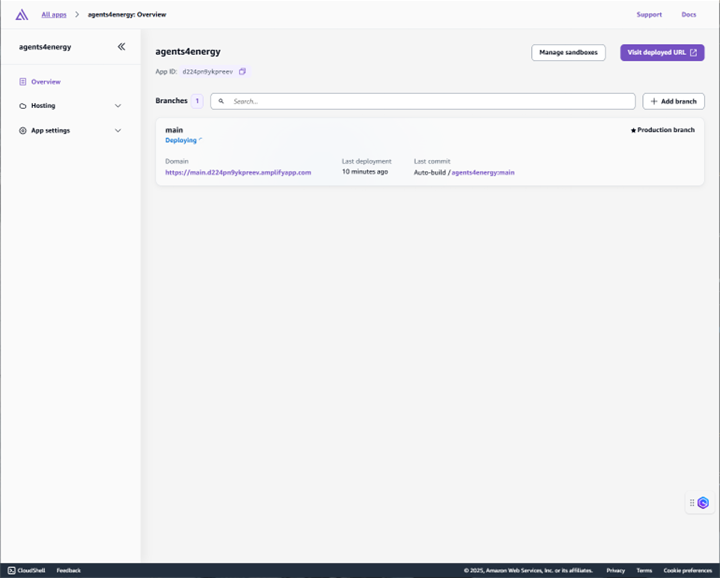 All apps > agents4energy: Overview
Support Docs
agents4energy
Overview
Hosting
App settings
agents4energy
Manage sandboxes
Visit deployed URL
App ID: d224pn9ykpreev
Branches 1
Search...
+ Add branch
main
Production branch
Deploying
Domain Last deployment Last commit
https://main.d224pn9ykpreev.amplifyapp.com 10 minutes ago Auto-build / agents4energy:main
CloudShell Feedback © 2025, Amazon Web Services, Inc. or its affiliates. Privacy Terms Cookie preferences